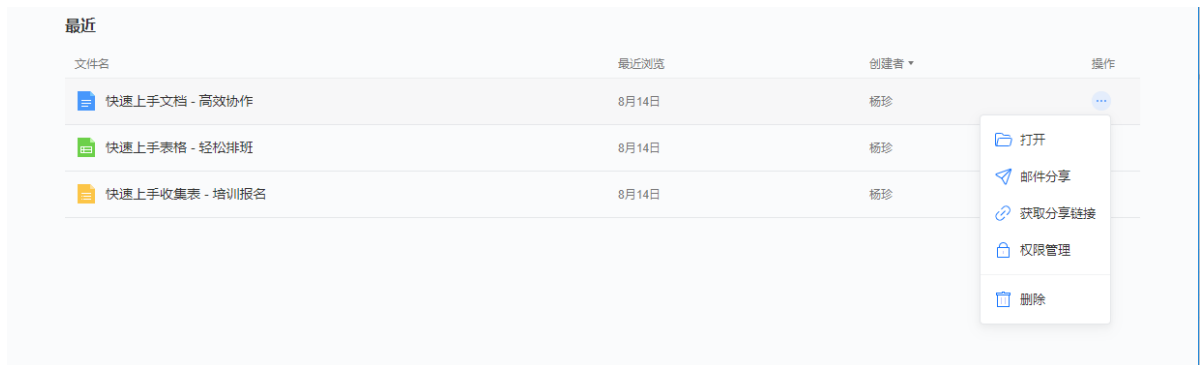 最近
文件名 最近浏览 创建者 操作
快速上手文档 - 高效协作 8月14日 杨珍
快速上手表格 - 轻松排班 8月14日 杨珍
快速上手收集表 - 培训报名 8月14日 杨珍
打开
邮件分享
获取分享链接
权限管理
删除